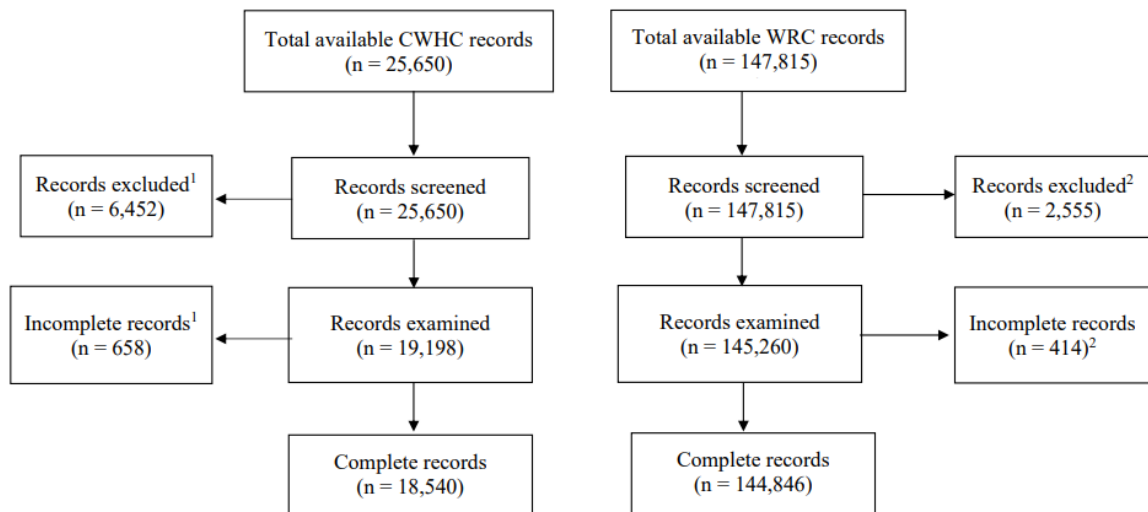 Total available CWHC records
(n = 25,650)
Total available WRC records
(n = 147,815)
Records excluded¹
(n = 6,452)
Records screened
(n = 25,650)
Records screened
(n = 147,815)
Records excluded²
(n = 2,555)
Incomplete records¹
(n = 658)
Records examined
(n = 19,198)
Records examined
(n = 145,260)
Incomplete records
(n = 414)²
Complete records
(n = 18,540)
Complete records
(n = 144,846)